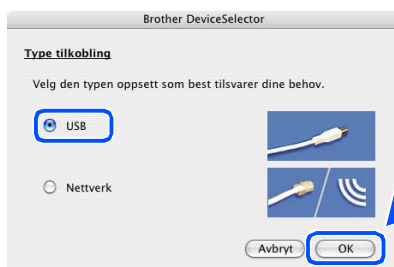 Brother DeviceSelector
Type tilkobling
Velg den typen oppsett som best tilsvarer dine behov.
USB
Nettverk
Avbryt
OK